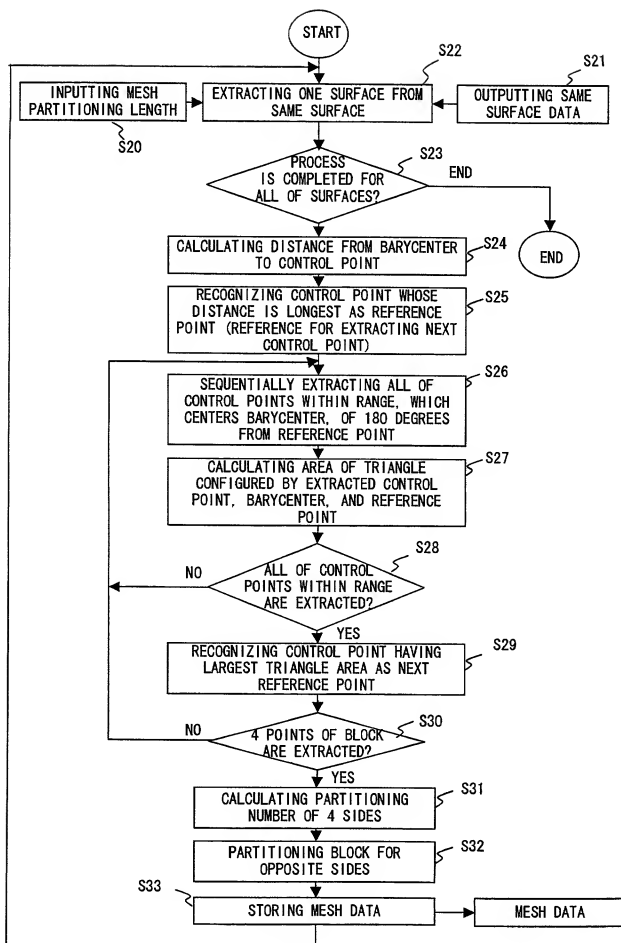 START
S22
S21
INPUTTING MESH
PARTITIONING LENGTH
EXTRACTING ONE SURFACE FROM
SAME SURFACE
OUTPUTTING SAME
SURFACE DATA
S20
S23
PROCESS
IS COMPLETED FOR
ALL OF SURFACES?
END
END
S24
CALCULATING DISTANCE FROM BARYCENTER
TO CONTROL POINT
S25
RECOGNIZING CONTROL POINT WHOSE
DISTANCE IS LONGEST AS REFERENCE
POINT (REFERENCE FOR EXTRACTING NEXT
CONTROL POINT)
S26
SEQUENTIALLY EXTRACTING ALL OF
CONTROL POINTS WITHIN RANGE, WHICH
CENTERS BARYCENTER, OF 180 DEGREES
FROM REFERENCE POINT
S27
CALCULATING AREA OF TRIANGLE
CONFIGURED BY EXTRACTED CONTROL
POINT, BARYCENTER, AND REFERENCE
POINT
S28
NO
ALL OF CONTROL
POINTS WITHIN RANGE
ARE EXTRACTED?
YES
S29
RECOGNIZING CONTROL POINT HAVING
LARGEST TRIANGLE AREA AS NEXT
REFERENCE POINT
S30
NO
4 POINTS OF BLOCK
ARE EXTRACTED?
YES
S31
CALCULATING PARTITIONING
NUMBER OF 4 SIDES
S32
PARTITIONING BLOCK FOR
OPPOSITE SIDES
S33
STORING MESH DATA
MESH DATA